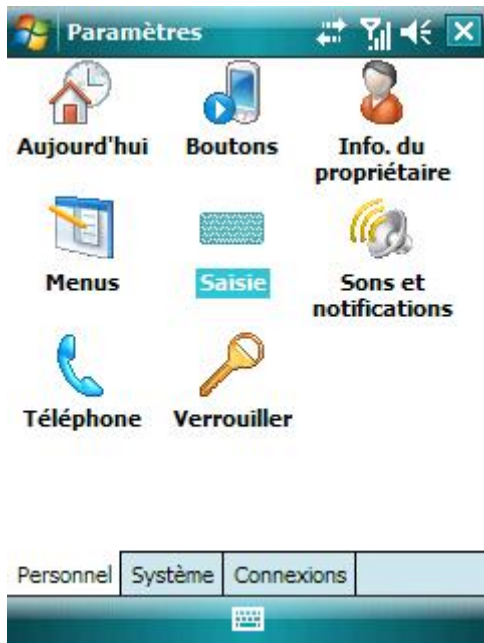 Paramètres
Aujourd'hui
Boutons
Info. du
propriétaire
Menus
Saisie
Sons et
notifications
Téléphone
Verrouiller
Personnel
Système
Connexions